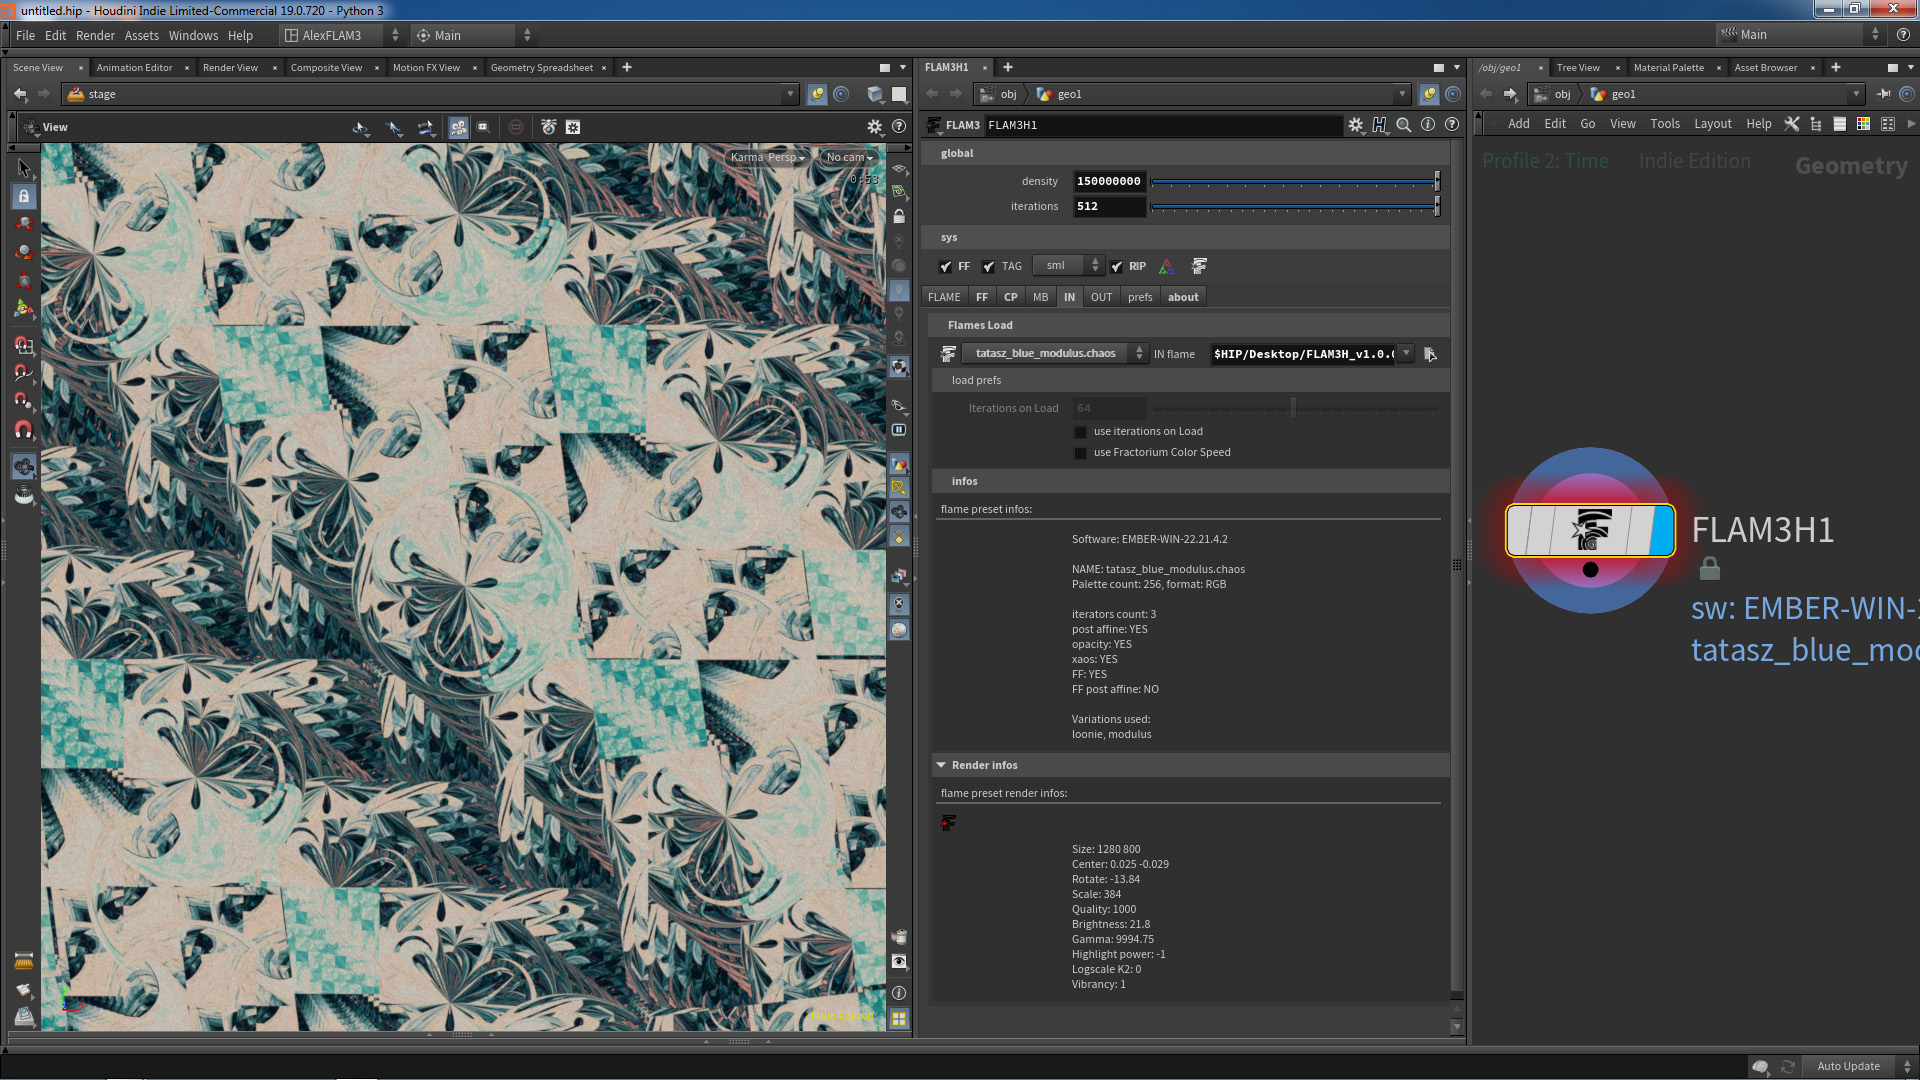 untitled.hip - Houdini Indie Limited-Commercial 19.0.720 - Python 3
File Edit Render Assets Windows Help AlexFLAM3 Main Main
Scene View Animation Editor Render View Composite View Motion FX View Geometry Spreadsheet
stage
View
Karma Persp No cam
0:53
FLAM3H1
obj geo1
FLAM3 FLAM3H1
global
density 150000000
iterations 512
sys
FF TAG sml RIP
FLAME FF CP MB IN OUT prefs about
Flames Load
tatasz_blue_modulus.chaos IN flame $HIP/Desktop/FLAM3H_v1.0.
load prefs
Iterations on Load 64
use iterations on Load
use Fractorium Color Speed
infos
flame preset infos:
Software: EMBER-WIN-22.21.4.2
NAME: tatasz_blue_modulus.chaos
Palette count: 256, format: RGB
iterators count: 3
post affine: YES
opacity: YES
xaos: YES
FF: YES
FF post affine: NO
Variations used:
loonie, modulus
Render infos
flame preset render infos:
Size: 1280 800
Center: 0.025 -0.029
Rotate: -13.84
Scale: 384
Quality: 1000
Brightness: 21.8
Gamma: 9994.75
Highlight power: -1
Logscale K2: 0
Vibrancy: 1
/obj/geo1 Tree View Material Palette Asset Browser
obj geo1
Add Edit Go View Tools Layout Help
Profile 2: Time Indie Edition Geometry
FLAM3H1
sw: EMBER-WIN-
tatasz_blue_mo
Indie Edition
Auto Update